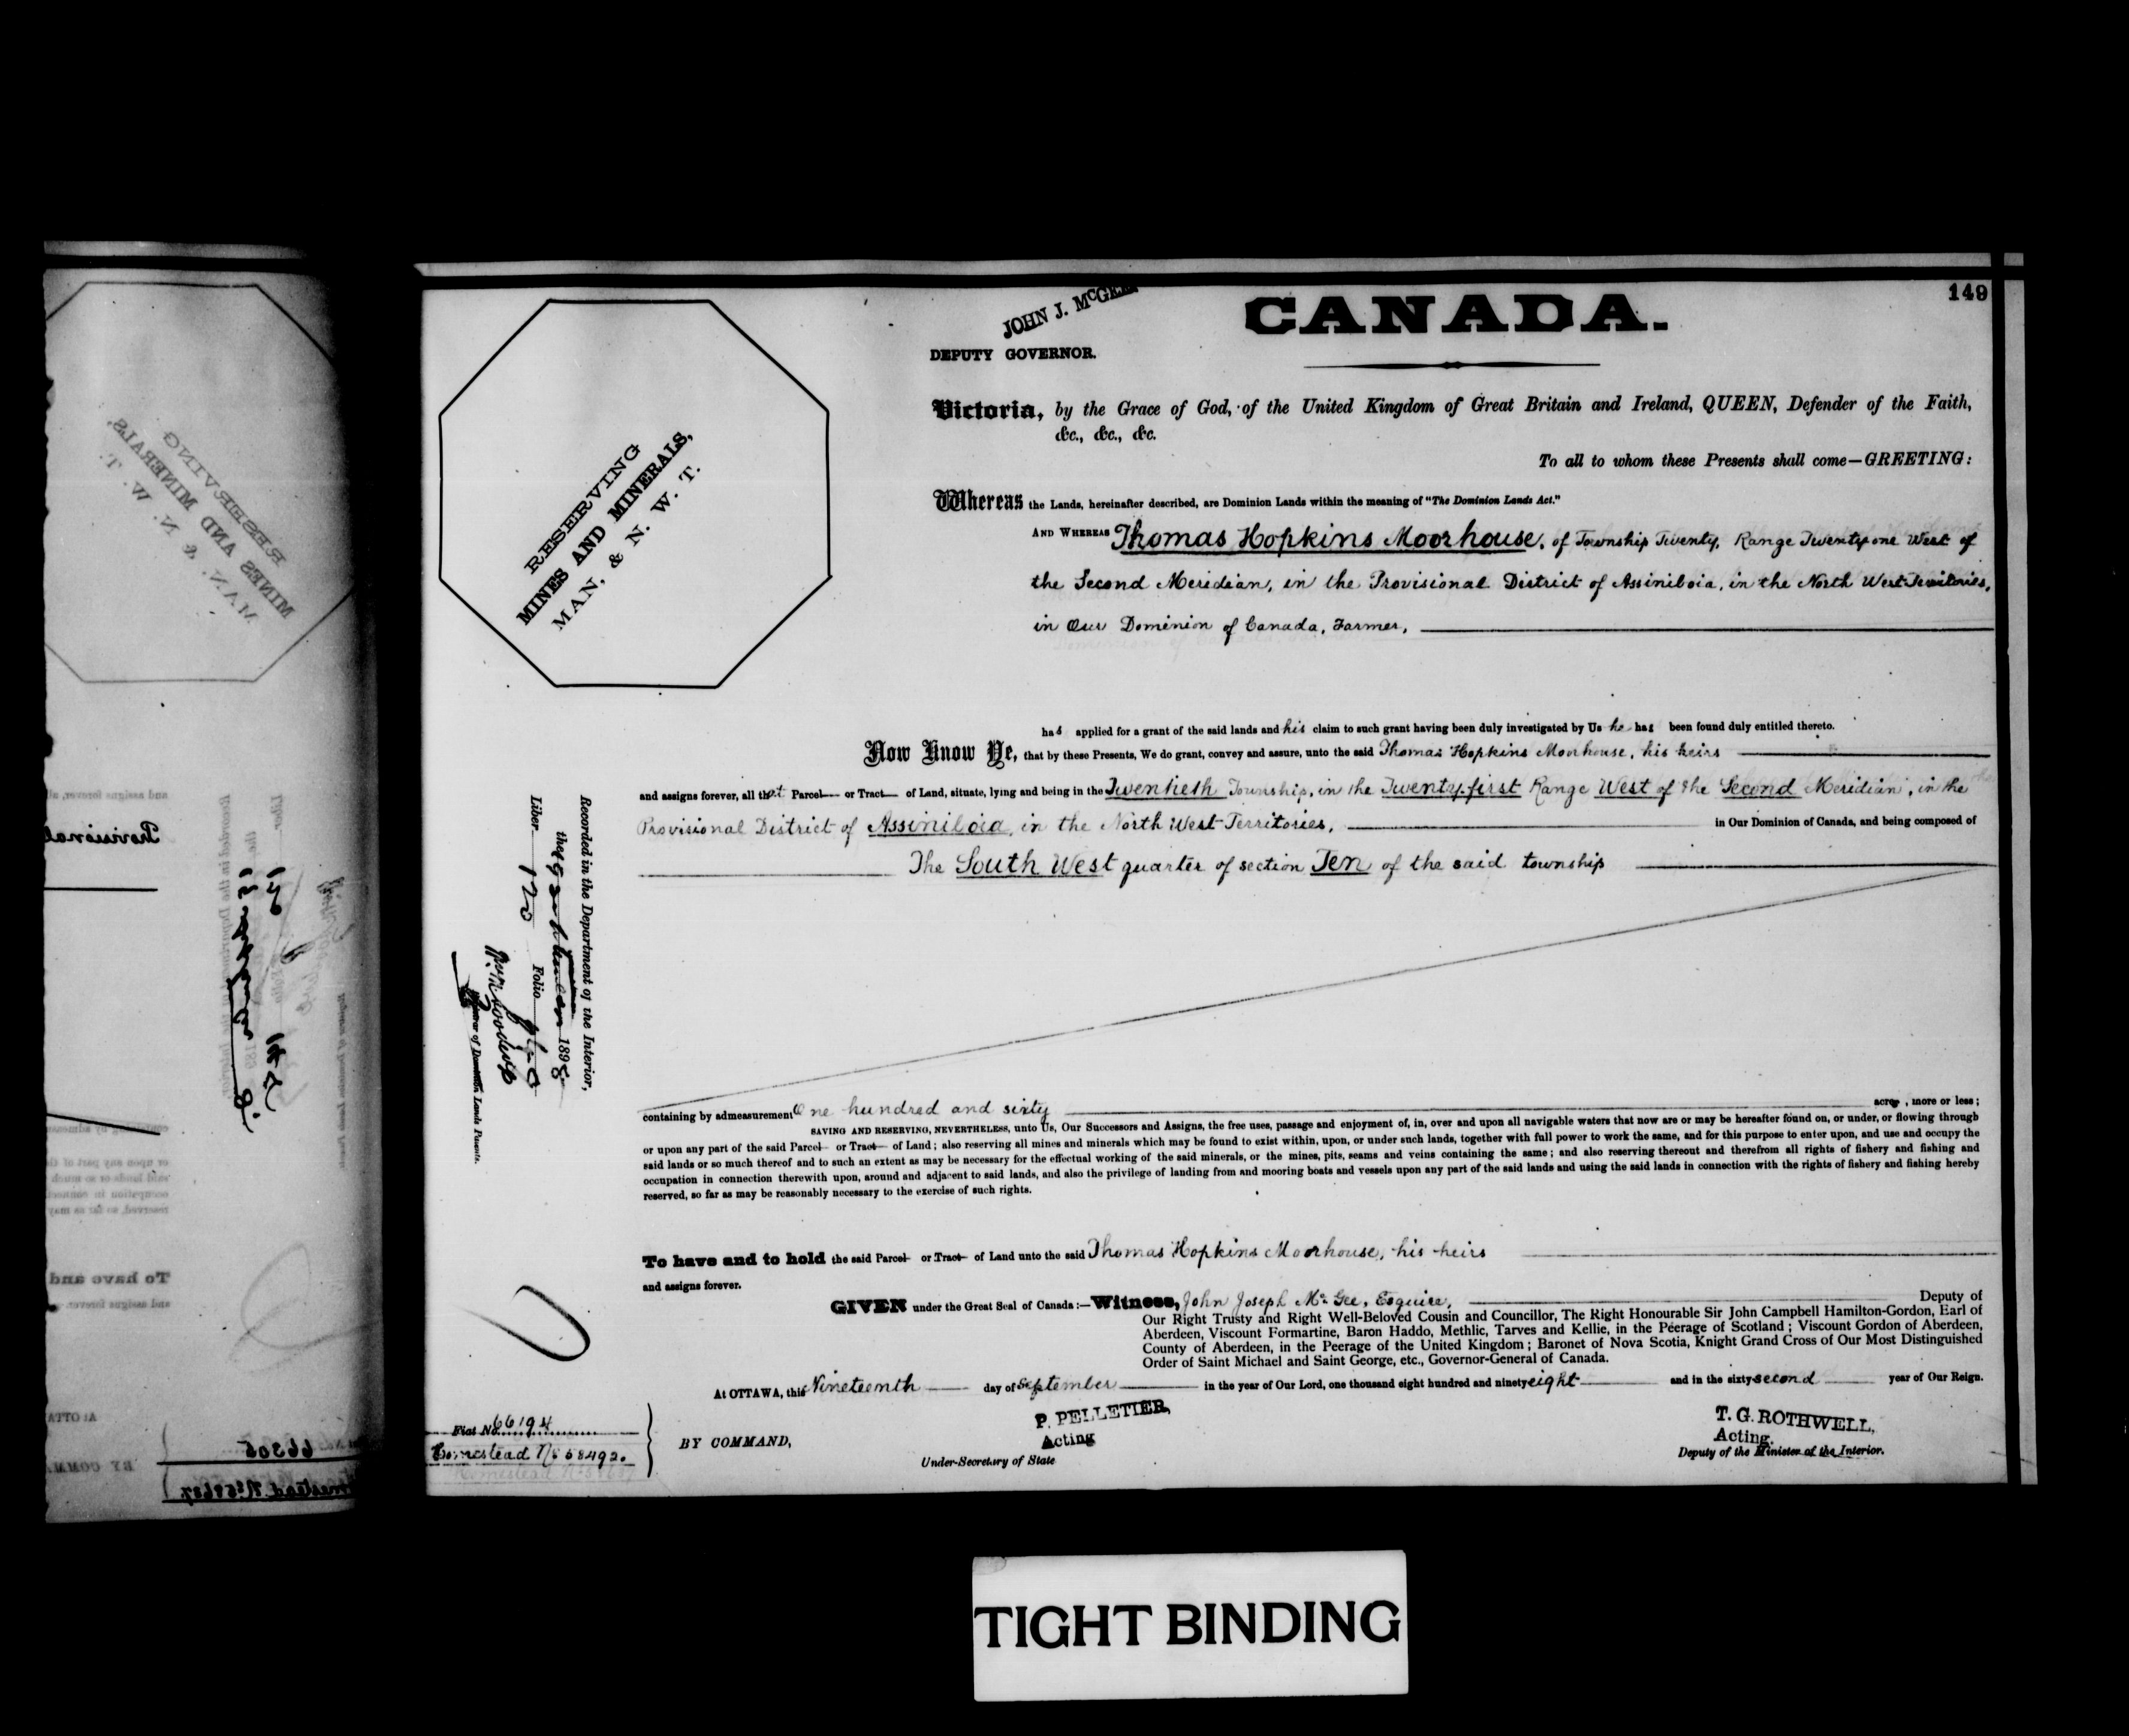 149
JOHN J. McGEE
DEPUTY GOVERNOR.
CANADA.
RESERVING
MINES AND MINERALS,
MAN, & N. W. T.
Victoria, by the Grace of God, of the United Kingdom of Great Britain and Ireland, QUEEN, Defender of the Faith,
&c., &c., &c.
To all to whom these Presents shall come—GREETING:
Whereas the Lands, hereinafter described, are Dominion Lands within the meaning of "The Dominion Lands Act."
AND WHEREAS Thomas Hopkins Moorhouse, of Township Twenty, Range Twenty one West of
the Second Meridian, in the Provisional District of Assiniboia, in the North West Territories,
in Our Dominion of Canada, Farmer,
has applied for a grant of the said lands and his claim to such grant having been duly investigated by Us he has been found duly entitled thereto.
Now Know Ye, that by these Presents, We do grant, convey and assure, unto the said Thomas Hopkins Moorhouse, his heirs
and assigns forever, all that Parcel or Tract of Land, situate, lying and being in the Twentieth Township, in the Twenty-first Range West of the Second Meridian, in the
Provisional District of Assiniboia, in the North West Territories, in Our Dominion of Canada, and being composed of
The South West quarter of section Ten of the said township
Recorded in the Department of the Interior,
the 1898
Liber 120 Folio
of Dominion Lands Patents.
containing by admeasurement One hundred and sixty acres, more or less;
SAVING AND RESERVING, NEVERTHELESS, unto Us, Our Successors and Assigns, the free uses, passage and enjoyment of, in, over and upon all navigable waters that now are or may be hereafter found on, or under, or flowing through
or upon any part of the said Parcel or Tract of Land; also reserving all mines and minerals which may be found to exist within, upon, or under such lands, together with full power to work the same, and for this purpose to enter upon, and use and occupy the
said lands or so much thereof and to such an extent as may be necessary for the effectual working of the said minerals, or the mines, pits, seams and veins containing the same; and also reserving thereout and therefrom all rights of fishery and fishing and
occupation in connection therewith upon, around and adjacent to said lands, and also the privilege of landing from and mooring boats and vessels upon any part of the said lands and using the said lands in connection with the rights of fishery and fishing hereby
reserved, so far as may be reasonably necessary to the exercise of such rights.
To have and to hold the said Parcel or Tract of Land unto the said Thomas Hopkins Moorhouse, his heirs
and assigns forever.
GIVEN under the Great Seal of Canada:—Witness, John Joseph McGee, Esquire, Deputy of
Our Right Trusty and Right Well-Beloved Cousin and Councillor, The Right Honourable Sir John Campbell Hamilton-Gordon, Earl of
Aberdeen, Viscount Formartine, Baron Haddo, Methlic, Tarves and Kellie, in the Peerage of Scotland; Viscount Gordon of Aberdeen,
County of Aberdeen, in the Peerage of the United Kingdom; Baronet of Nova Scotia, Knight Grand Cross of Our Most Distinguished
Order of Saint Michael and Saint George, etc., Governor-General of Canada.
At OTTAWA, this Nineteenth day of September in the year of Our Lord, one thousand eight hundred and ninety eight and in the sixty second year of Our Reign.
Fiat No. 66194
Homestead No 58492.
BY COMMAND,
P. PELLETIER,
Acting
Under-Secretary of State
T. G. ROTHWELL,
Acting.
Deputy of the Minister of the Interior.
TIGHT BINDING